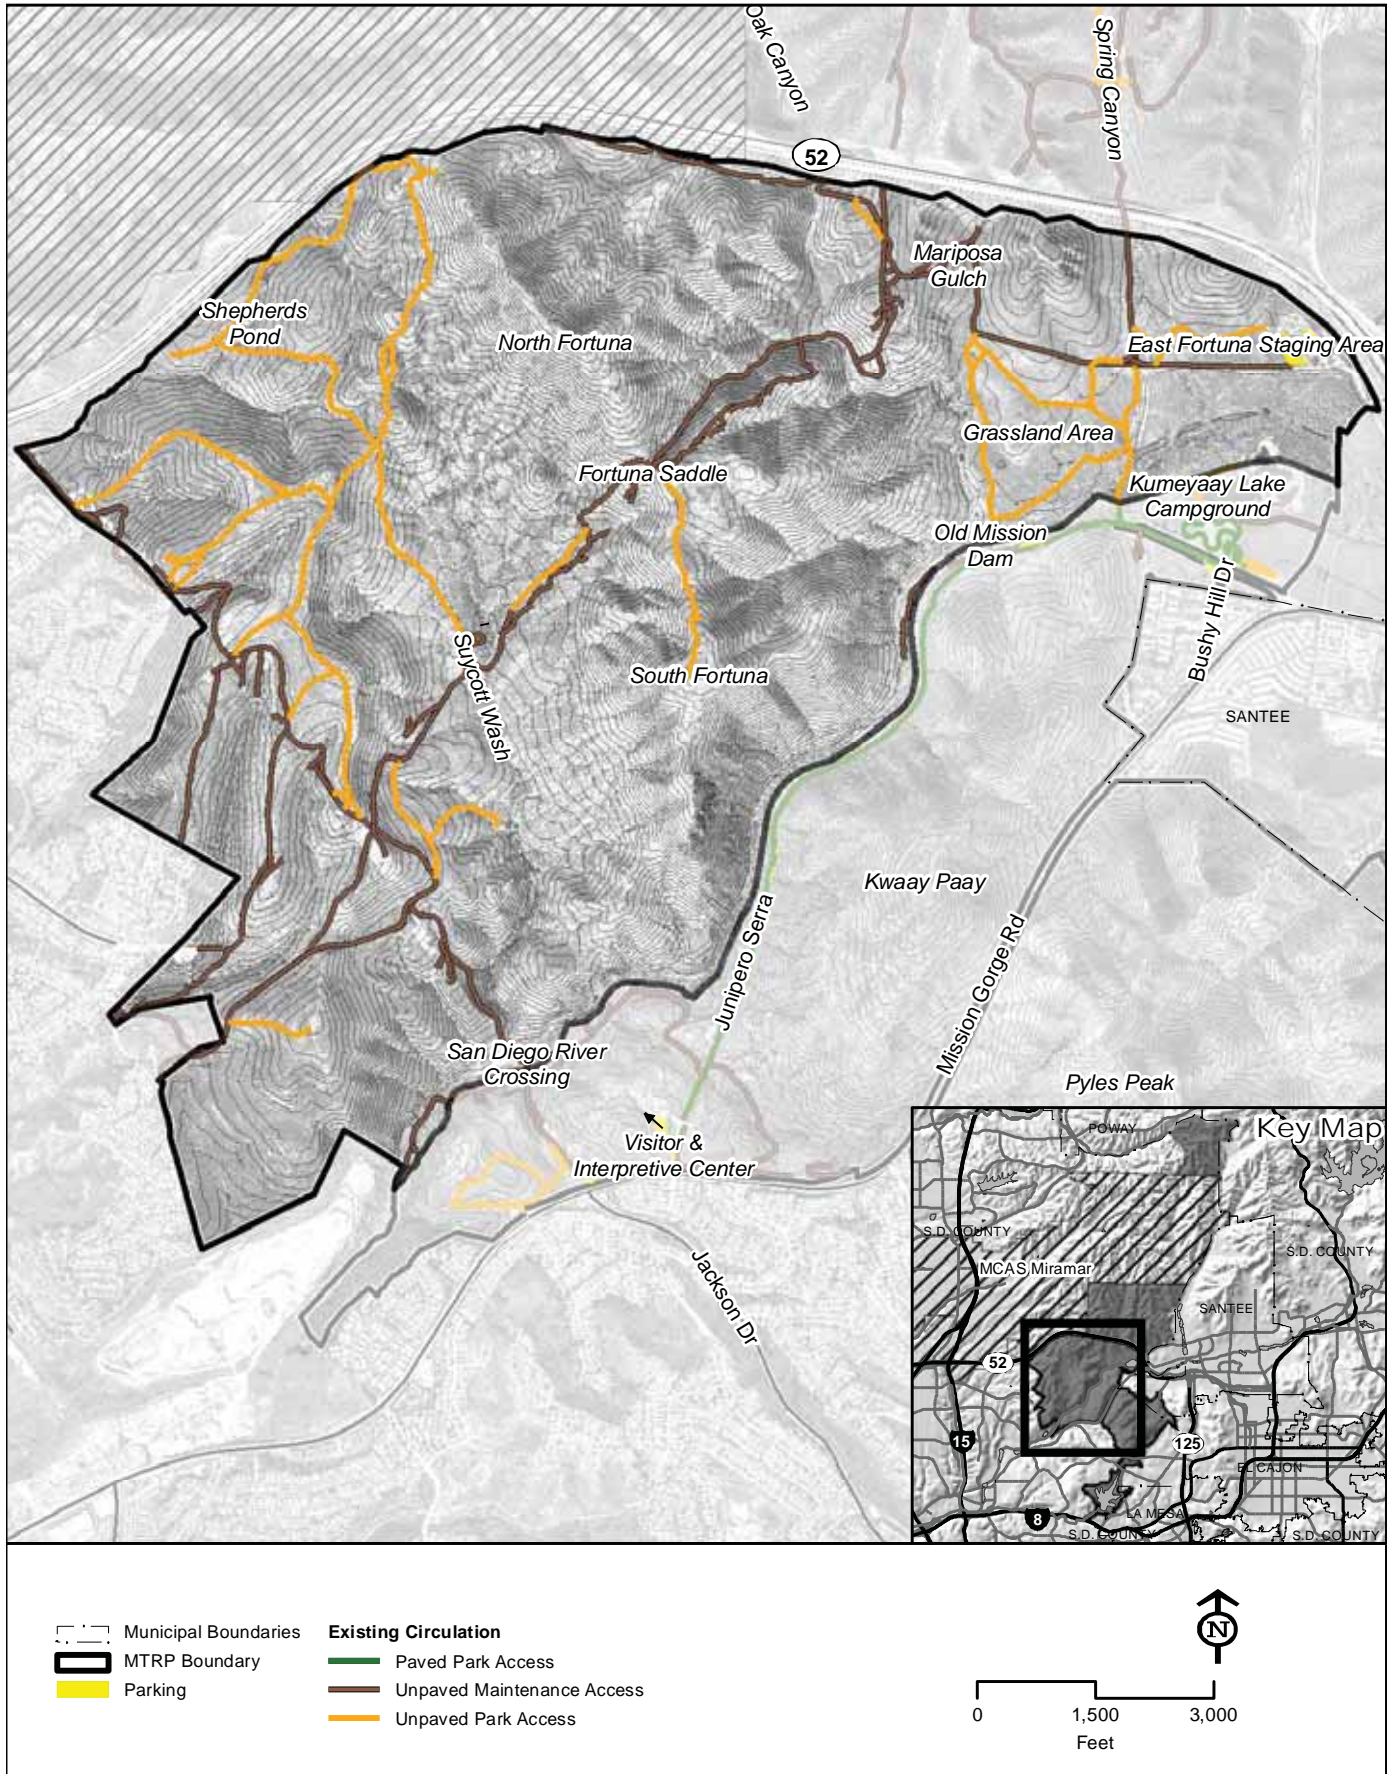 Oak Canyon
Spring Canyon
52
Mariposa
Gulch
Shepherds
Pond
North Fortuna
East Fortuna Staging Area
Grassland Area
Fortuna Saddle
Kumeyaay Lake
Campground
Old Mission
Dam
Bushy Hill Dr
Suycott Wash
South Fortuna
SANTEE
Kwaay Paay
Junipero Serra
Mission Gorge Rd
San Diego River
Crossing
Pyles Peak
Visitor &
Interpretive Center
Jackson Dr
Key Map
POWAY
S.D. COUNTY
S.D. COUNTY
MCAS Miramar
SANTEE
52
15
125
EL CAJON
8
LA MESA
S.D. COUNTY
S.D. COUNTY
Municipal Boundaries
MTRP Boundary
Parking
Existing Circulation
Paved Park Access
Unpaved Maintenance Access
Unpaved Park Access
N
0 1,500 3,000
Feet